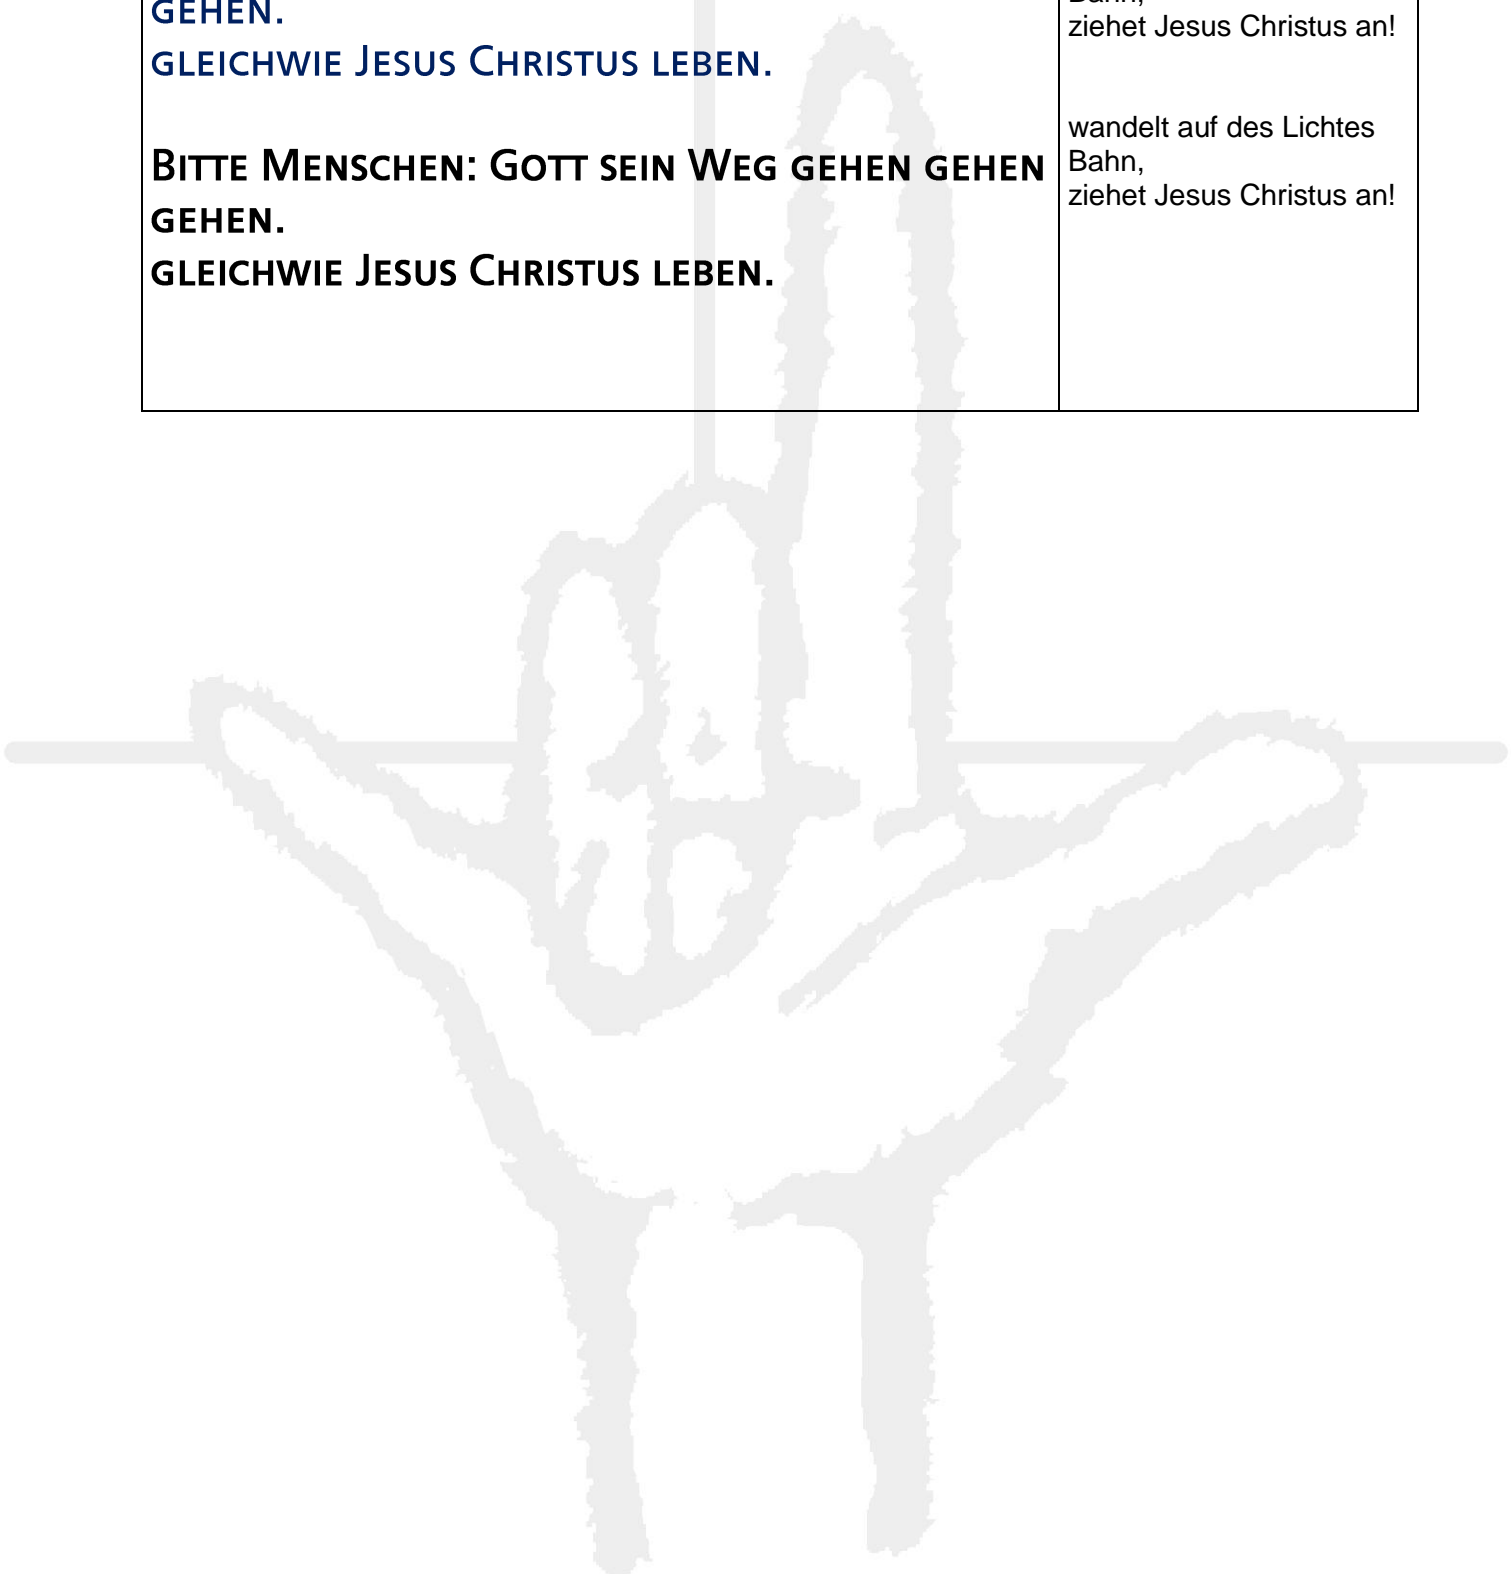 GEHEN.
GLEICHWIE JESUS CHRISTUS LEBEN.
BITTE MENSCHEN: GOTT SEIN WEG GEHEN GEHEN
GEHEN.
GLEICHWIE JESUS CHRISTUS LEBEN.
Bahn,
ziehet Jesus Christus an!
wandelt auf des Lichtes
Bahn,
ziehet Jesus Christus an!